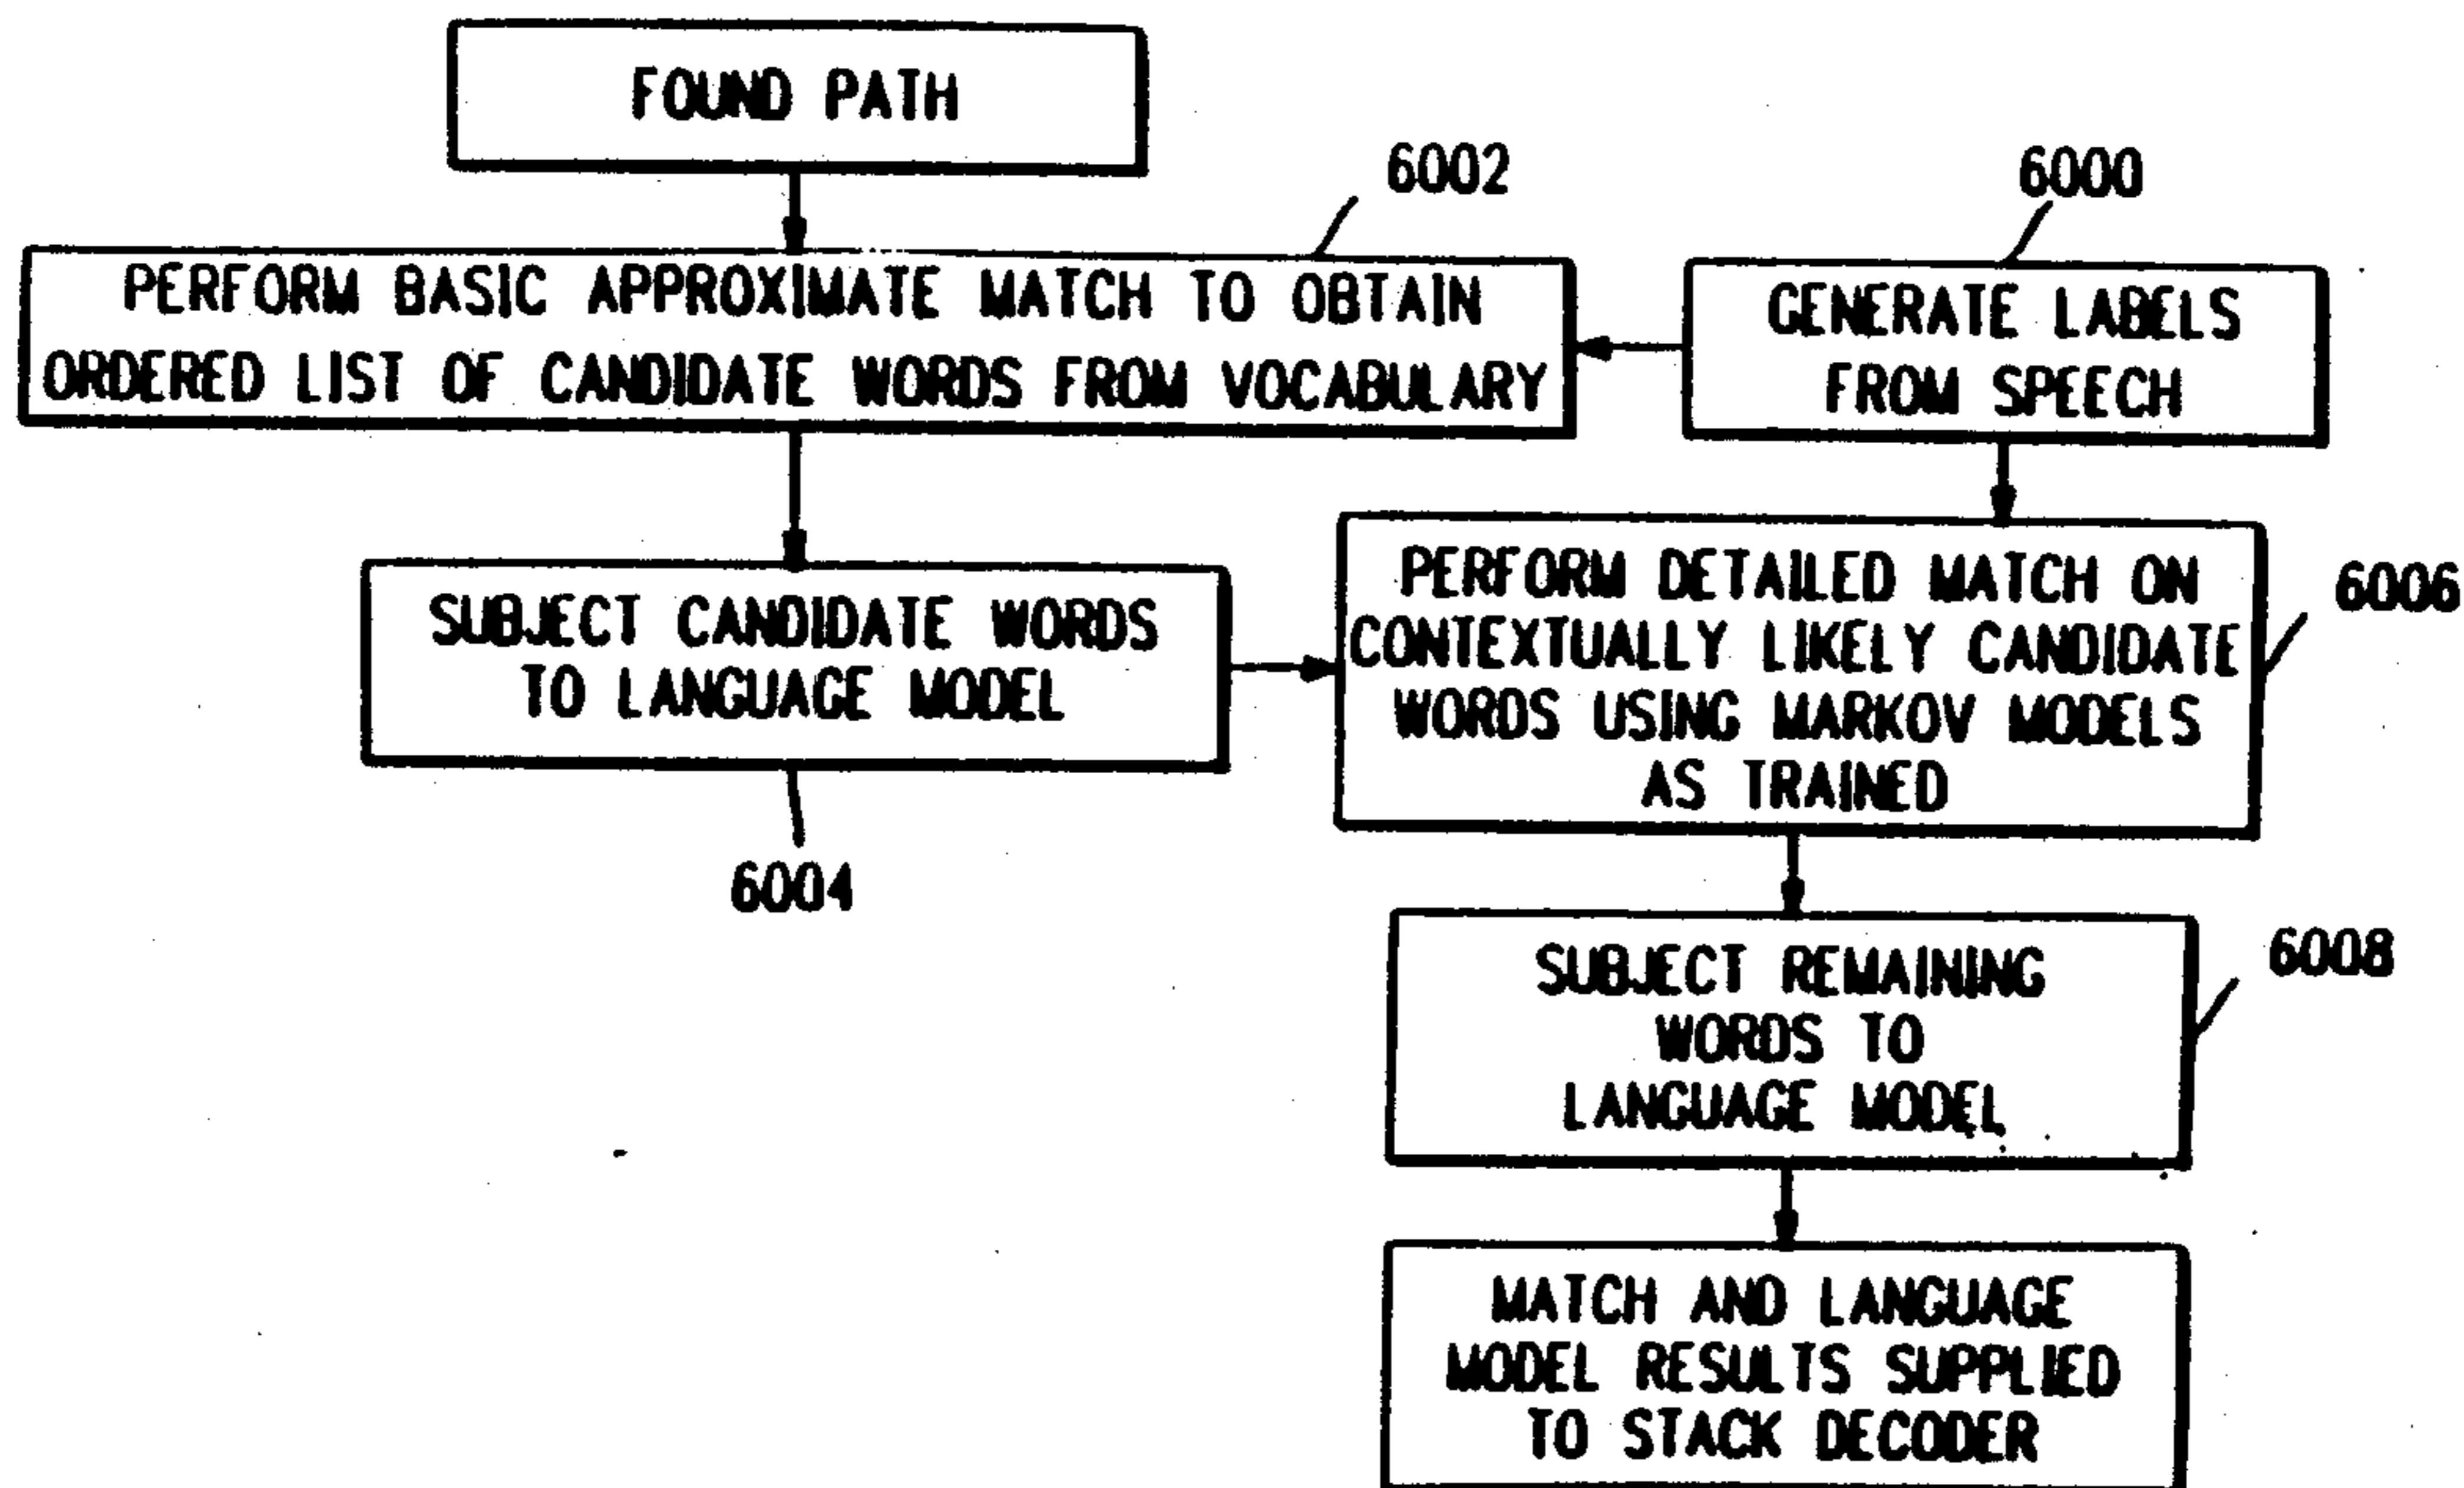 FOUND PATH
6002
6000
PERFORM BASIC APPROXIMATE MATCH TO OBTAIN
ORDERED LIST OF CANDIDATE WORDS FROM VOCABULARY
GENERATE LABELS
FROM SPEECH
SUBJECT CANDIDATE WORDS
TO LANGUAGE MODEL
6004
PERFORM DETAILED MATCH ON
CONTEXTUALLY LIKELY CANDIDATE
WORDS USING MARKOV MODELS
AS TRAINED
6006
SUBJECT REMAINING
WORDS TO
LANGUAGE MODEL
6008
MATCH AND LANGUAGE
MODEL RESULTS SUPPLIED
TO STACK DECODER